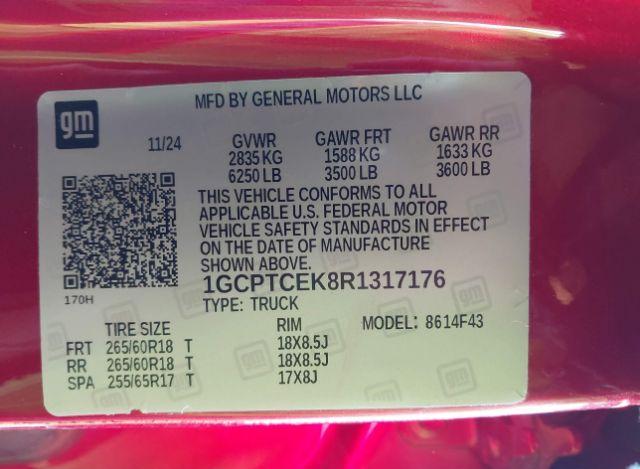 gm
MFD BY GENERAL MOTORS LLC
11/24 GVWR GAWR FRT GAWR RR
2835 KG 1588 KG 1633 KG
6250 LB 3500 LB 3600 LB
THIS VEHICLE CONFORMS TO ALL
APPLICABLE U.S. FEDERAL MOTOR
VEHICLE SAFETY STANDARDS IN EFFECT
ON THE DATE OF MANUFACTURE
SHOWN ABOVE.
170H
1GCPTCEK8R1317176
TYPE: TRUCK
TIRE SIZE RIM MODEL: 8614F43
FRT 265/60R18 T 18X8.5J
RR 265/60R18 T 18X8.5J
SPA 255/65R17 T 17X8J